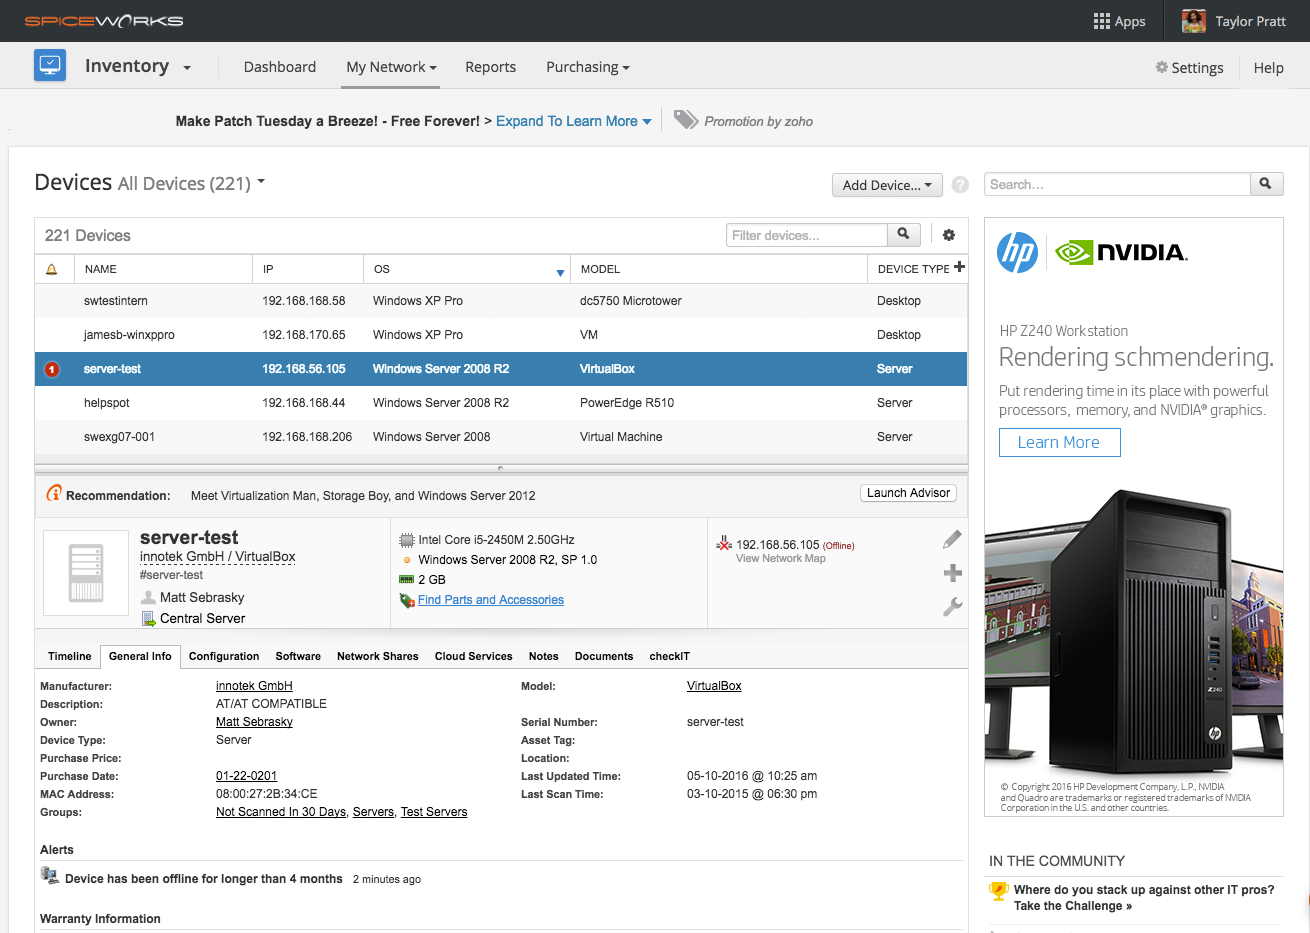 SPICEWORKS
Apps
Taylor Pratt
Inventory
Dashboard
My Network
Reports
Purchasing
Settings
Help
Make Patch Tuesday a Breeze! - Free Forever! > Expand To Learn More
Promotion by zoho
Devices All Devices (221)
Add Device...
?
Search...
221 Devices
Filter devices...
NAME IP OS MODEL DEVICE TYPE
swtestintern 192.168.168.58 Windows XP Pro dc5750 Microtower Desktop
jamesb-winxppro 192.168.170.65 Windows XP Pro VM Desktop
1 server-test 192.168.56.105 Windows Server 2008 R2 VirtualBox Server
helpspot 192.168.168.44 Windows Server 2008 R2 PowerEdge R510 Server
swexg07-001 192.168.168.206 Windows Server 2008 Virtual Machine Server
Recommendation: Meet Virtualization Man, Storage Boy, and Windows Server 2012
Launch Advisor
server-test
innotek GmbH / VirtualBox
#server-test
Matt Sebrasky
Central Server
Intel Core i5-2450M 2.50GHz
Windows Server 2008 R2, SP 1.0
2 GB
Find Parts and Accessories
192.168.56.105 (Offline)
View Network Map
Timeline General Info Configuration Software Network Shares Cloud Services Notes Documents checkIT
Manufacturer: innotek GmbH Model: VirtualBox
Description: AT/AT COMPATIBLE
Owner: Matt Sebrasky Serial Number: server-test
Device Type: Server Asset Tag:
Purchase Price: Location:
Purchase Date: 01-22-0201 Last Updated Time: 05-10-2016 @ 10:25 am
MAC Address: 08:00:27:2B:34:CE Last Scan Time: 03-10-2015 @ 06:30 pm
Groups: Not Scanned In 30 Days, Servers, Test Servers
Alerts
Device has been offline for longer than 4 months 2 minutes ago
Warranty Information
hp NVIDIA.
HP Z240 Workstation
Rendering schmendering.
Put rendering time in its place with powerful
processors, memory, and NVIDIA® graphics.
Learn More
Z240
hp
© Copyright 2016 HP Development Company, L.P., NVIDIA
and Quadro are trademarks or registered trademarks of NVIDIA
Corporation in the U.S. and other countries.
IN THE COMMUNITY
Where do you stack up against other IT pros?
Take the Challenge »